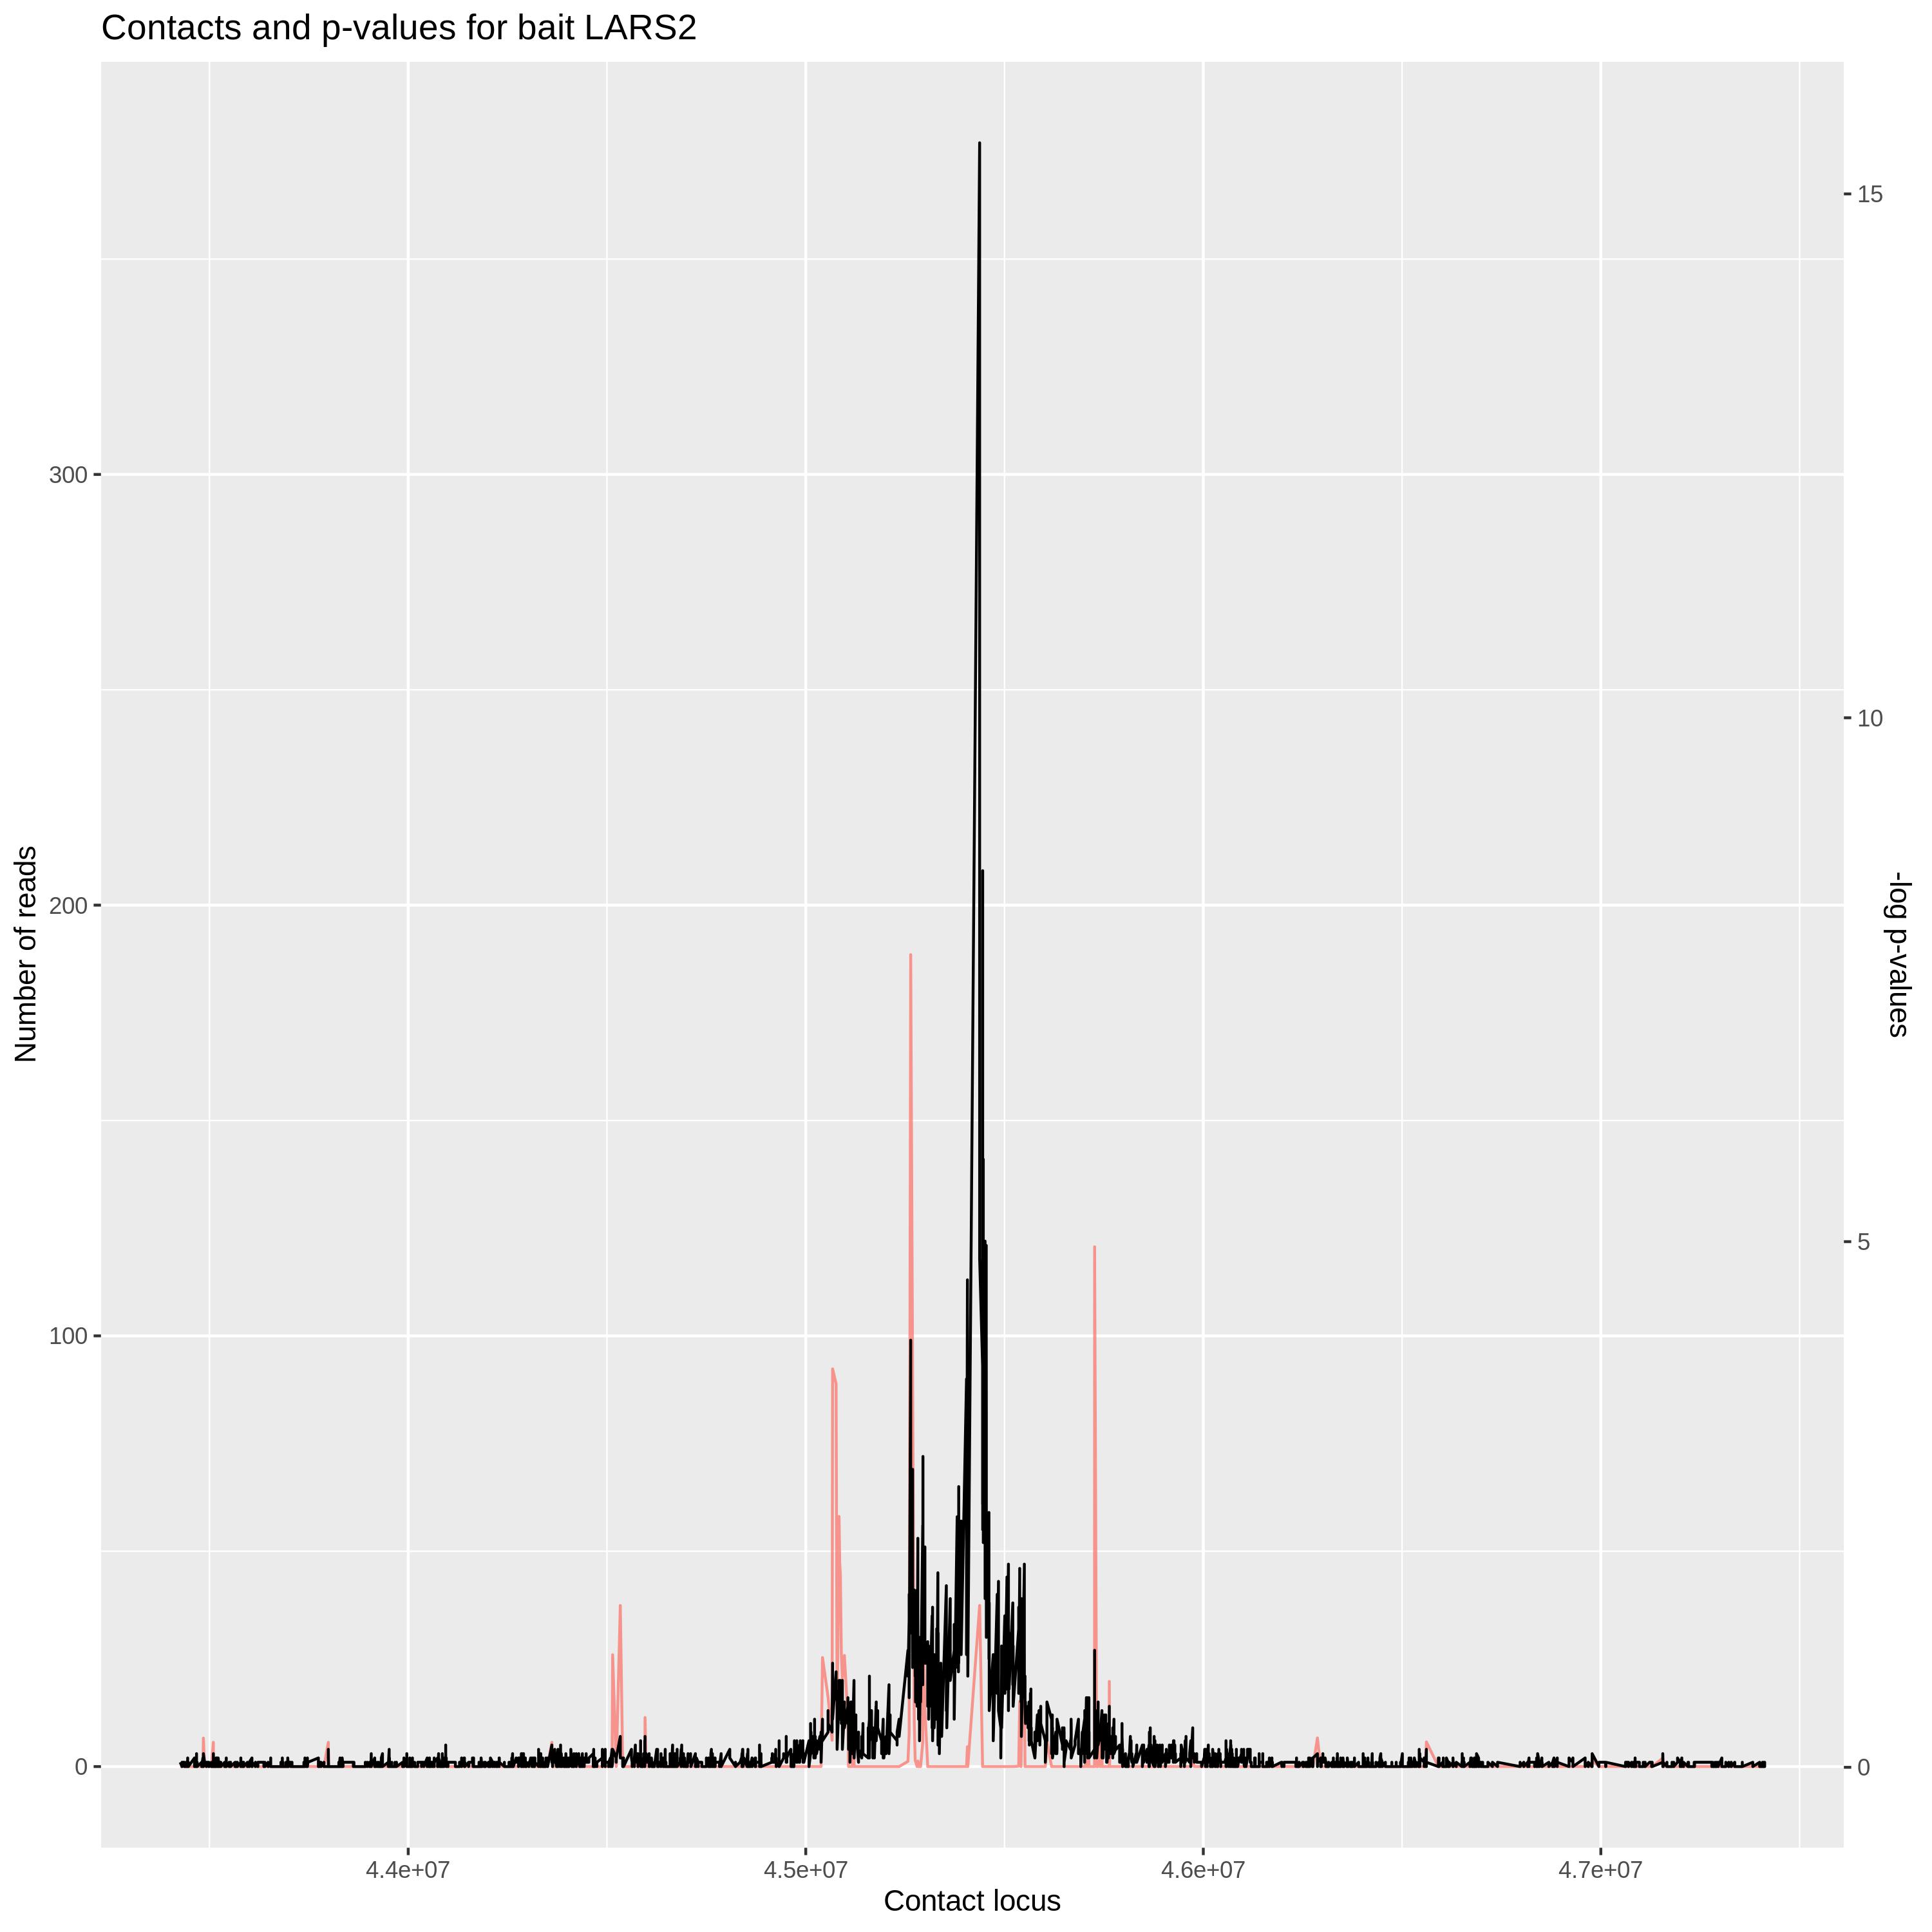 Contacts and p-values for bait LARS2
Number of reads
300
200
100
0
15
10
5
0
-log p-values
4.4e+07
4.5e+07
4.6e+07
4.7e+07
Contact locus